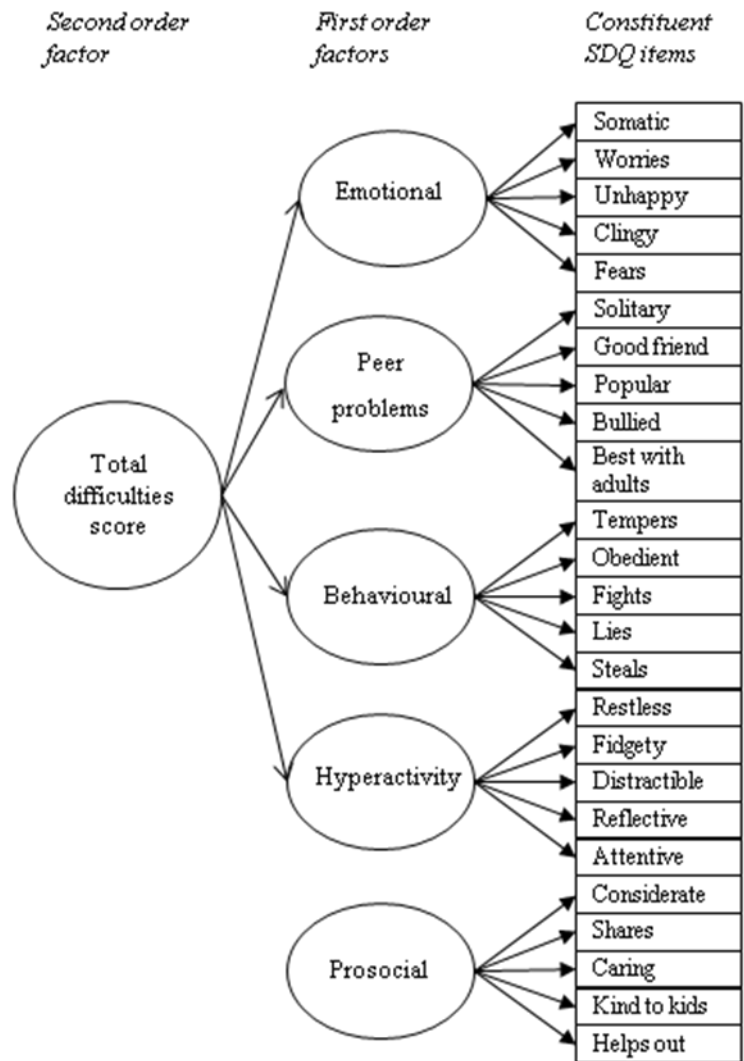 Second order
factor
First order
factors
Constituent
SDQ items
Total
difficulties
score
Emotional
Peer
problems
Behavioural
Hyperactivity
Prosocial
Somatic
Worries
Unhappy
Clingy
Fears
Solitary
Good friend
Popular
Bullied
Best with
adults
Tempers
Obedient
Fights
Lies
Steals
Restless
Fidgety
Distractible
Reflective
Attentive
Considerate
Shares
Caring
Kind to kids
Helps out